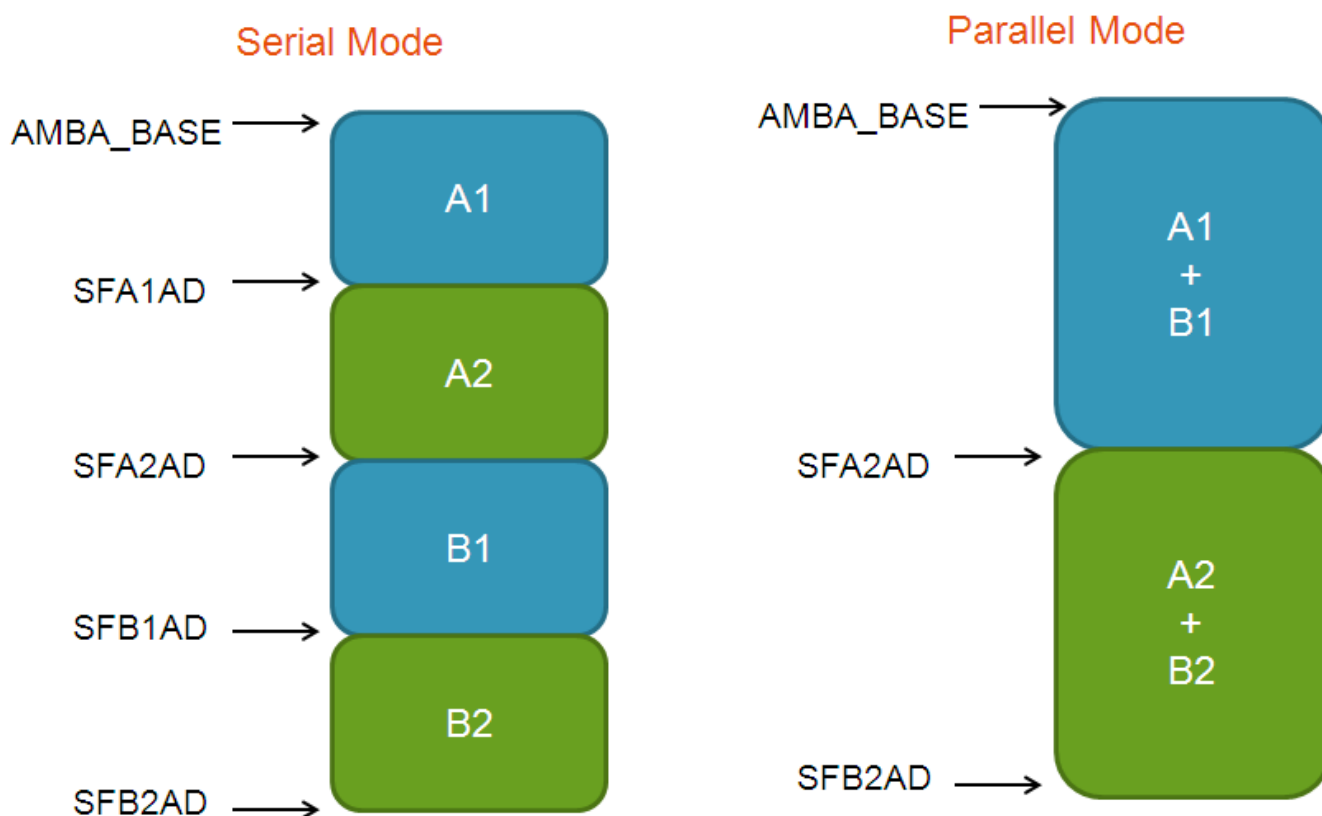 Serial Mode
AMBA_BASE
A1
SFA1AD
A2
SFA2AD
B1
SFB1AD
B2
SFB2AD
Parallel Mode
AMBA_BASE
A1
+
B1
SFA2AD
A2
+
B2
SFB2AD